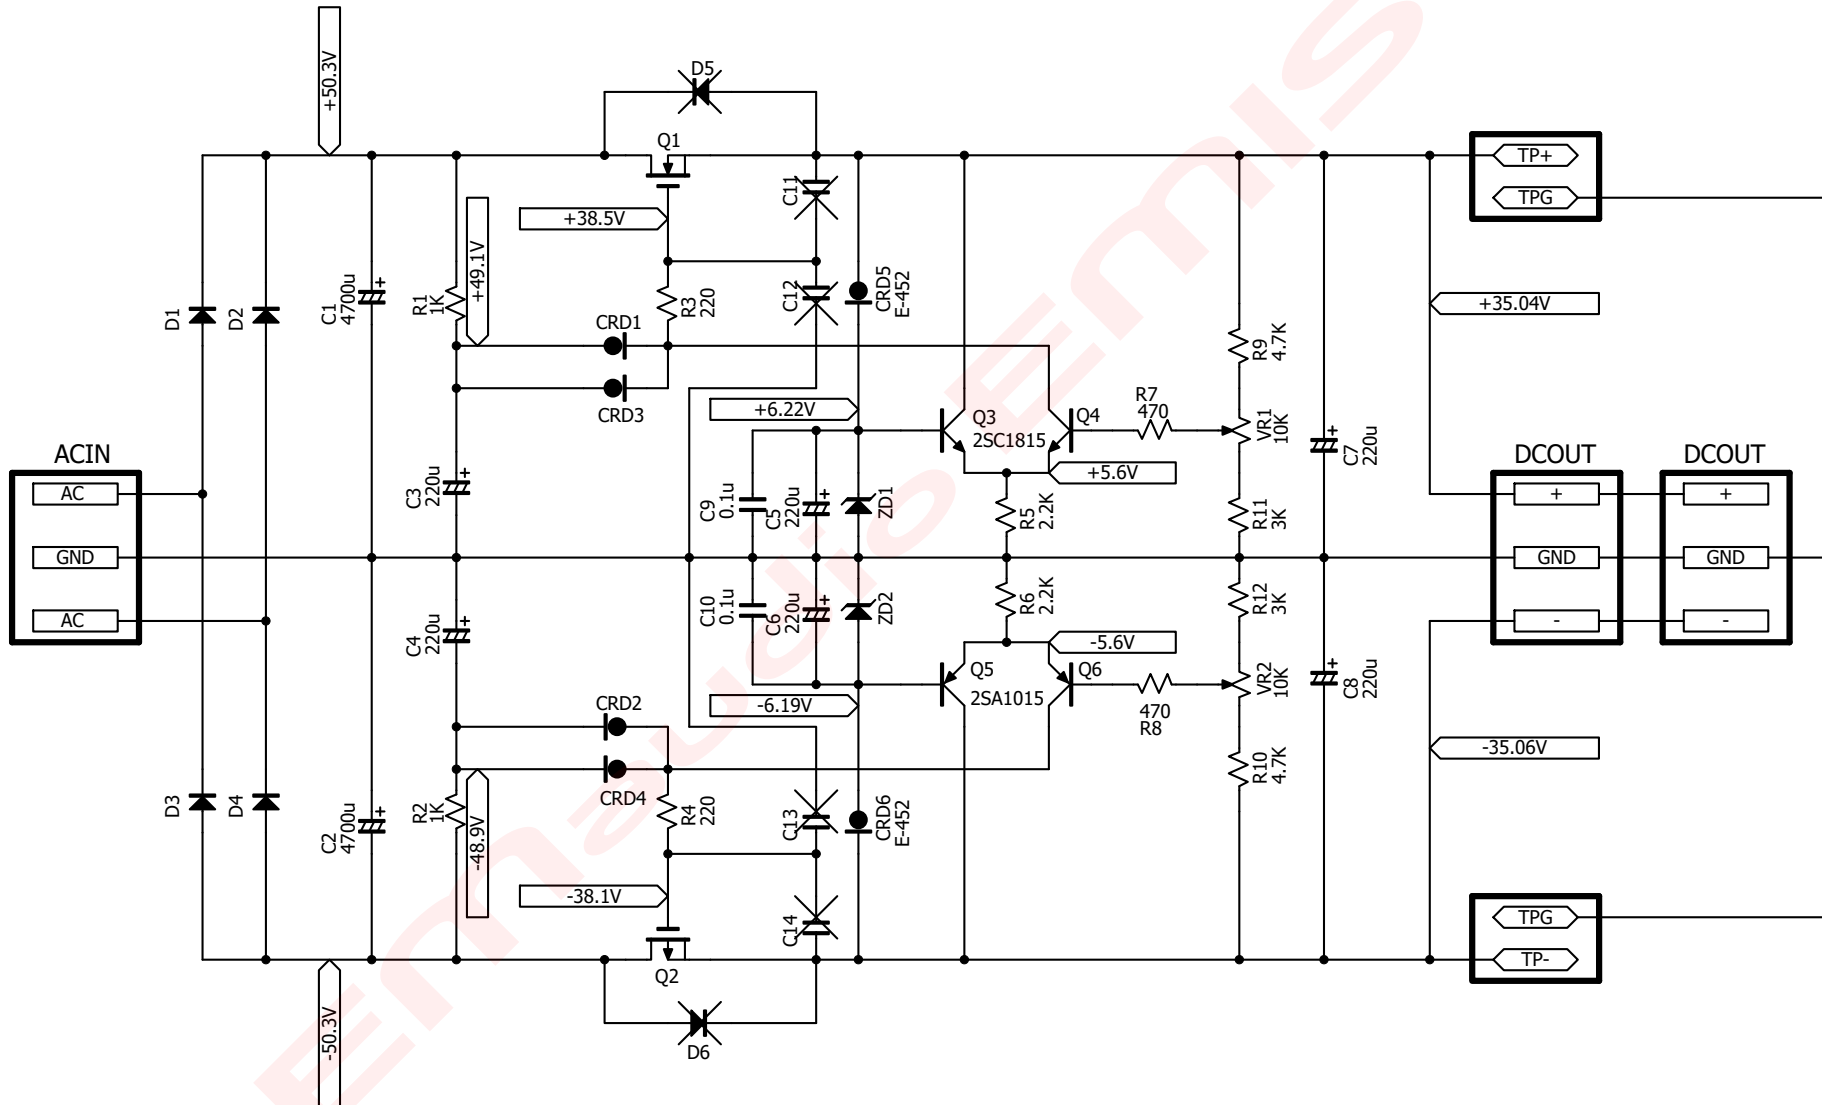 +50.3V
D5
Q1
C11
+38.5V
+49.1V
TP+
TPG
D1
D2
C1
4700u
R1
1K
R3
220
C12
CRD5
E-452
+35.04V
CRD1
R9
4.7K
CRD3
+6.22V
Q3
2SC1815
Q4
R7
470
VR1
10K
C7
220u
ACIN
AC
GND
AC
DCOUT
+
GND
-
DCOUT
+
GND
-
C3
220u
C9
0.1u
C5
220u
ZD1
+5.6V
R5
2.2K
R11
3K
C4
220u
C10
0.1u
C6
220u
ZD2
R6
2.2K
R12
3K
-5.6V
Q5
2SA1015
Q6
470
R8
VR2
10K
C8
220u
-6.19V
CRD2
CRD4
-35.06V
R10
4.7K
D3
D4
C2
4700u
R2
1K
-48.9V
R4
220
C13
CRD6
E-452
-38.1V
C14
Q2
TPG
TP-
-50.3V
D6
EMaudio EMIS